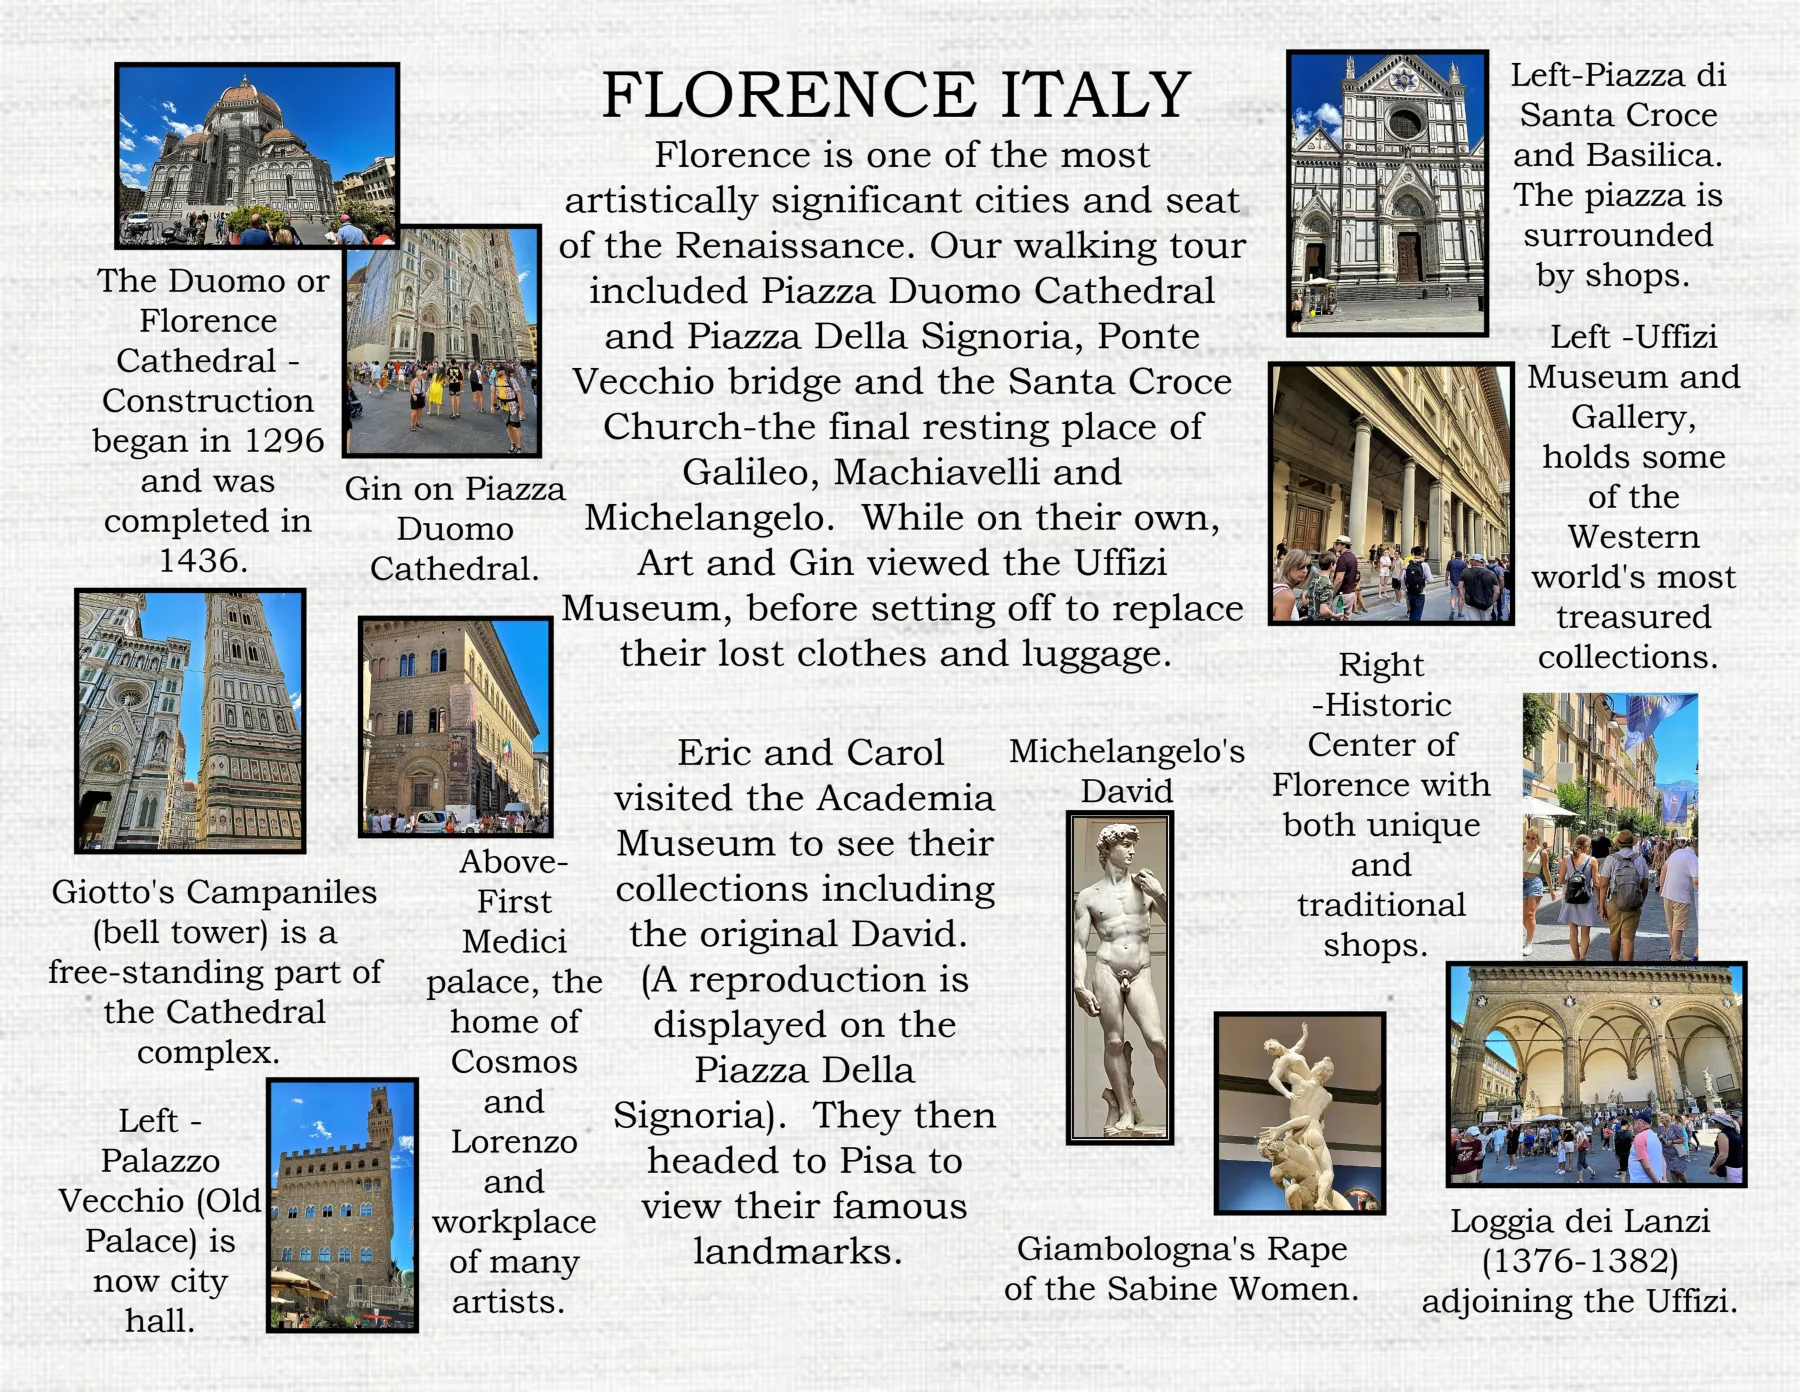 FLORENCE ITALY
Florence is one of the most
artistically significant cities and seat
of the Renaissance. Our walking tour
included Piazza Duomo Cathedral
and Piazza Della Signoria, Ponte
Vecchio bridge and the Santa Croce
Church-the final resting place of
Galileo, Machiavelli and
Michelangelo.  While on their own,
Art and Gin viewed the Uffizi
Museum, before setting off to replace
their lost clothes and luggage.
The Duomo or
Florence
Cathedral -
Construction
began in 1296
and was
completed in
1436.
Gin on Piazza
Duomo
Cathedral.
Giotto's Campaniles
(bell tower) is a
free-standing part of
the Cathedral
complex.
Above-
First
Medici
palace, the
home of
Cosmos
and
Lorenzo
and
workplace
of many
artists.
Left -
Palazzo
Vecchio (Old
Palace) is
now city
hall.
Eric and Carol
visited the Academia
Museum to see their
collections including
the original David.
(A reproduction is
displayed on the
Piazza Della
Signoria).  They then
headed to Pisa to
view their famous
landmarks.
Michelangelo's
David
Giambologna's Rape
of the Sabine Women.
Left-Piazza di
Santa Croce
and Basilica.
The piazza is
surrounded
by shops.
Left -Uffizi
Museum and
Gallery,
holds some
of the
Western
world's most
treasured
collections.
Right
-Historic
Center of
Florence with
both unique
and
traditional
shops.
Loggia dei Lanzi
(1376-1382)
adjoining the Uffizi.